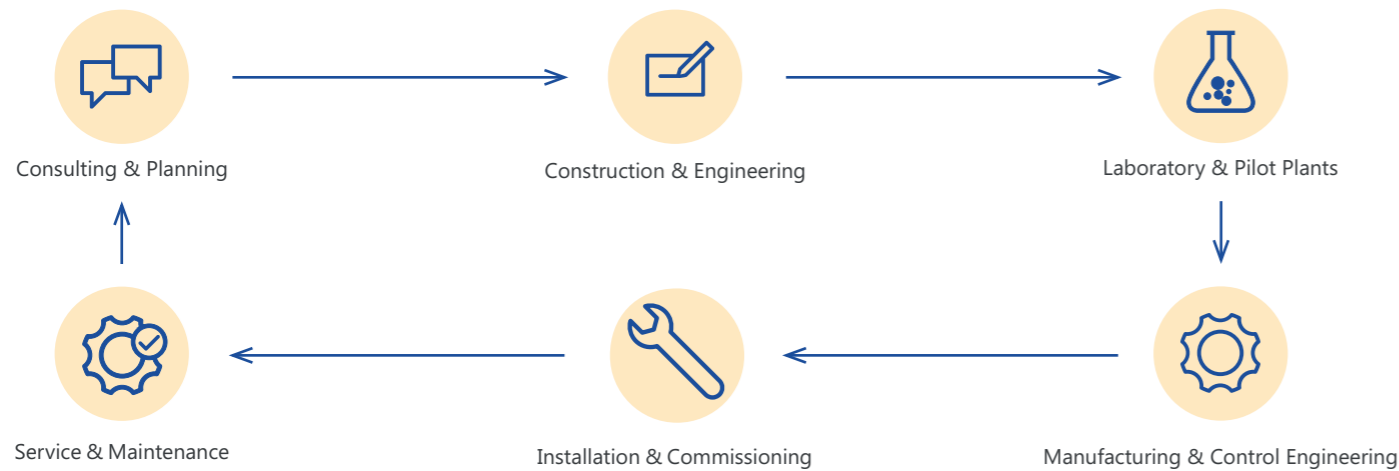 Consulting & Planning
Construction & Engineering
Laboratory & Pilot Plants
Service & Maintenance
Installation & Commissioning
Manufacturing & Control Engineering